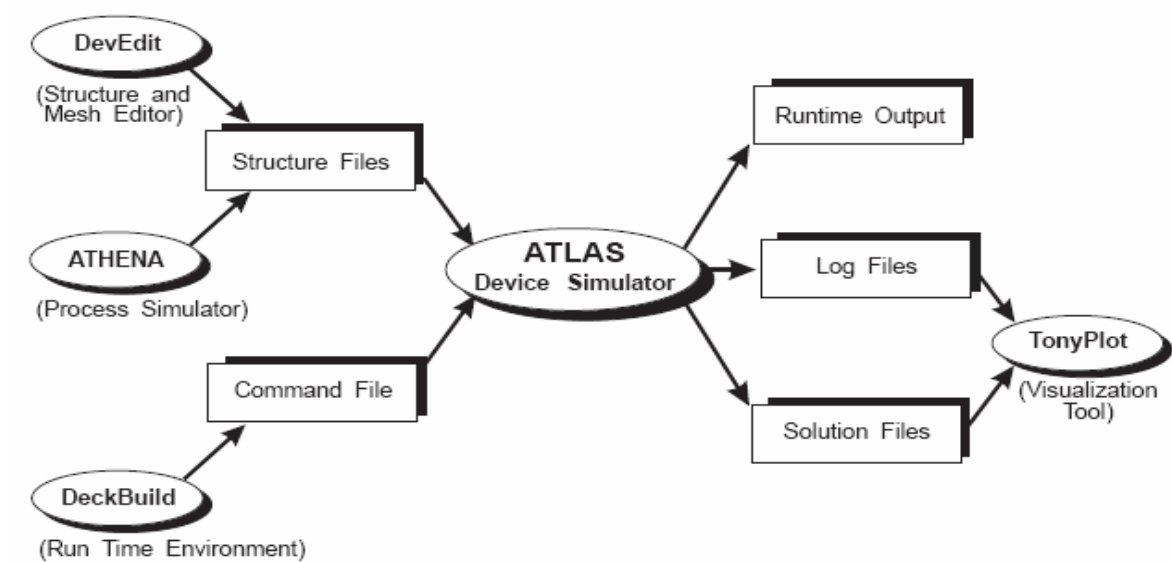 DevEdit
(Structure and
Mesh Editor)
Structure Files
ATHENA
(Process Simulator)
Command File
DeckBuild
(Run Time Environment)
ATLAS
Device Simulator
Runtime Output
Log Files
Solution Files
TonyPlot
(Visualization
Tool)